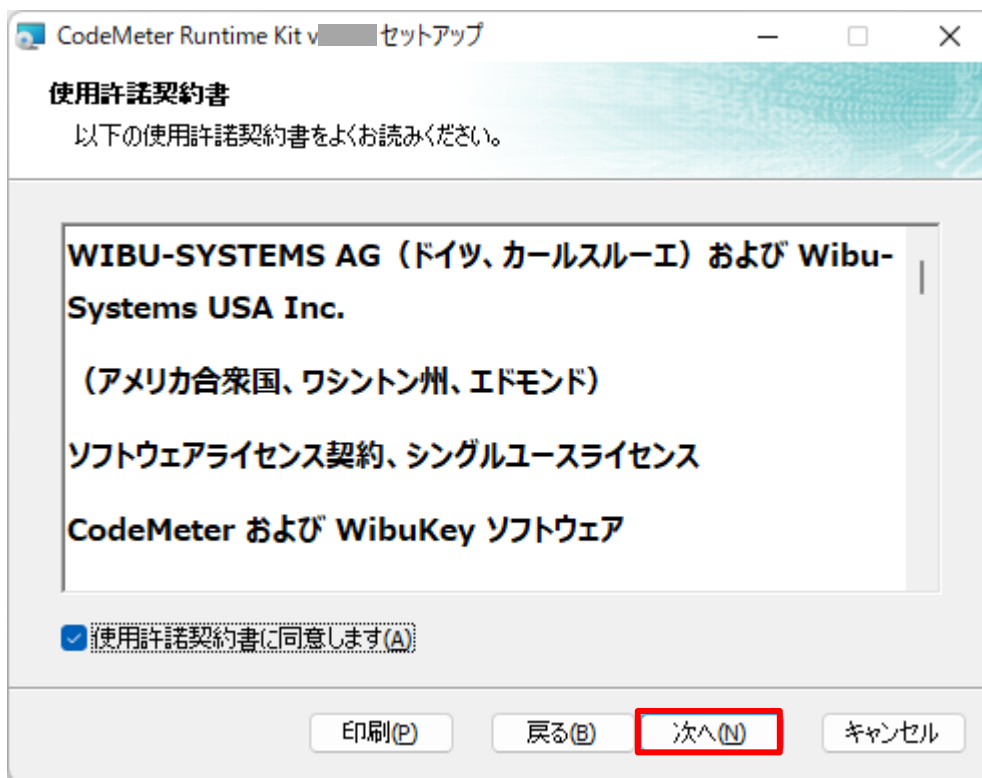 CodeMeter Runtime Kit v セットアップ
使用許諾契約書
以下の使用許諾契約書をよくお読みください。
WIBU-SYSTEMS AG（ドイツ、カールスルーエ）および Wibu-
Systems USA Inc.
（アメリカ合衆国、ワシントン州、エドモンド）
ソフトウェアライセンス契約、シングルユースライセンス
CodeMeter および WibuKey ソフトウェア
使用許諾契約書に同意します(A)
印刷(P) 戻る(B) 次へ(N) キャンセル